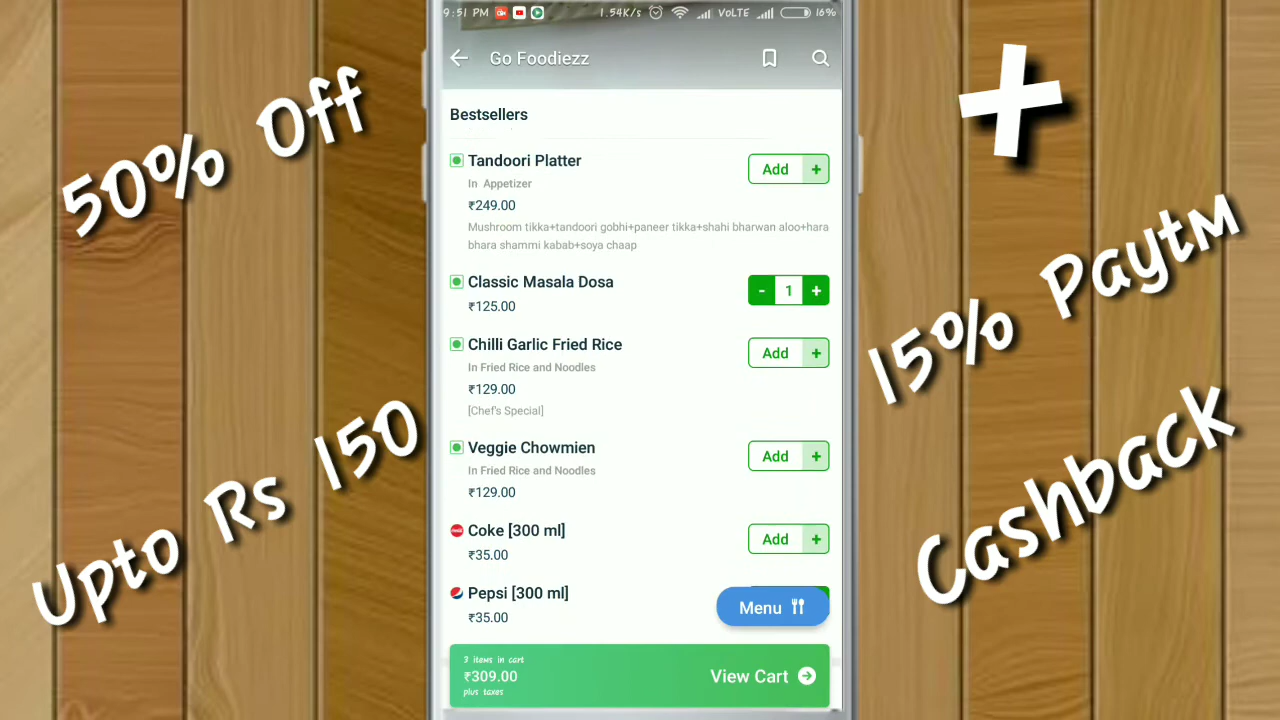 50% Off
Upto Rs 150
9:51 PM 1.54K/s VoLTE 16%
Go Foodiezz
Bestsellers
Tandoori Platter
Add +
In Appetizer
₹249.00
Mushroom tikka+tandoori gobhi+paneer tikka+shahi bharwan aloo+hara
bhara shammi kabab+soya chaap
Classic Masala Dosa
- 1 +
₹125.00
Chilli Garlic Fried Rice
Add +
In Fried Rice and Noodles
₹129.00
[Chef's Special]
Veggie Chowmien
Add +
In Fried Rice and Noodles
₹129.00
Coke [300 ml]
Add +
₹35.00
Pepsi [300 ml]
₹35.00
Menu
3 items in cart
₹309.00
plus taxes
View Cart
+
15% Paytm
Cashback